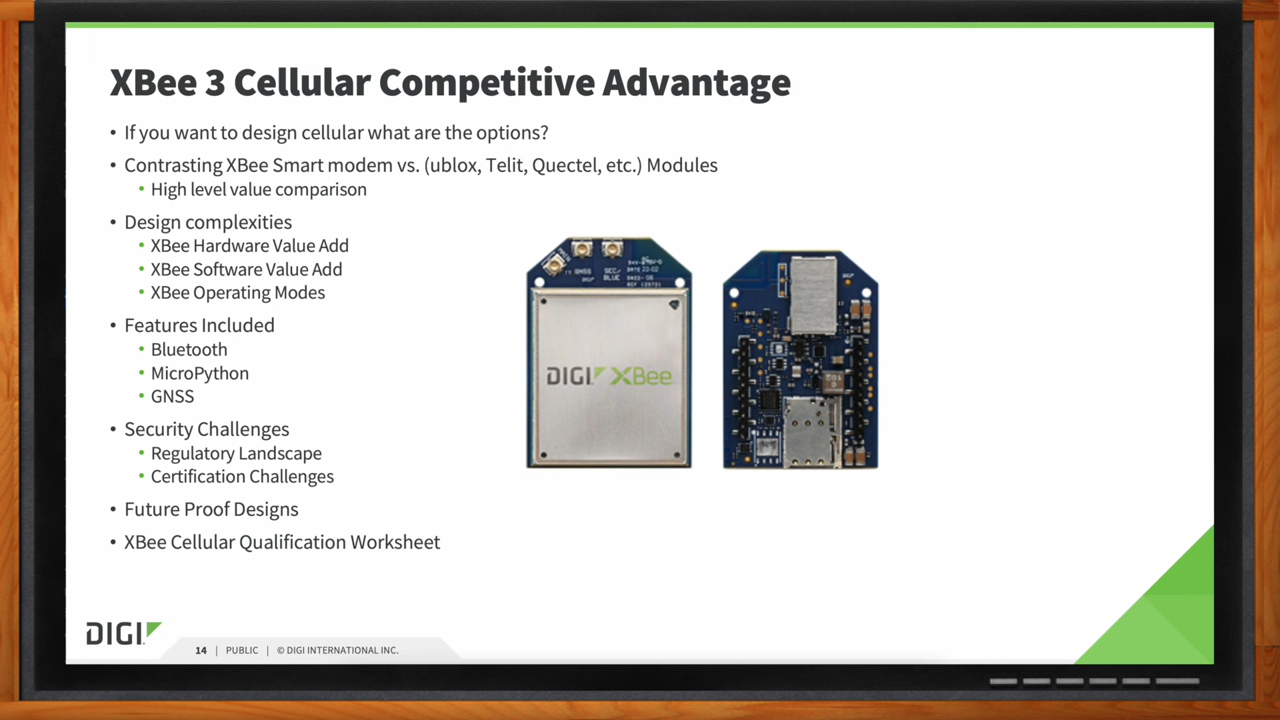 XBee 3 Cellular Competitive Advantage
• If you want to design cellular what are the options?
• Contrasting XBee Smart modem vs. (ublox, Telit, Quectel, etc.) Modules
• High level value comparison
• Design complexities
• XBee Hardware Value Add
• XBee Software Value Add
• XBee Operating Modes
• Features Included
• Bluetooth
• MicroPython
• GNSS
• Security Challenges
• Regulatory Landscape
• Certification Challenges
• Future Proof Designs
• XBee Cellular Qualification Worksheet
GNSS
SEC/
BLUE
DIGI XBee
DIGI
14 | PUBLIC | © DIGI INTERNATIONAL INC.